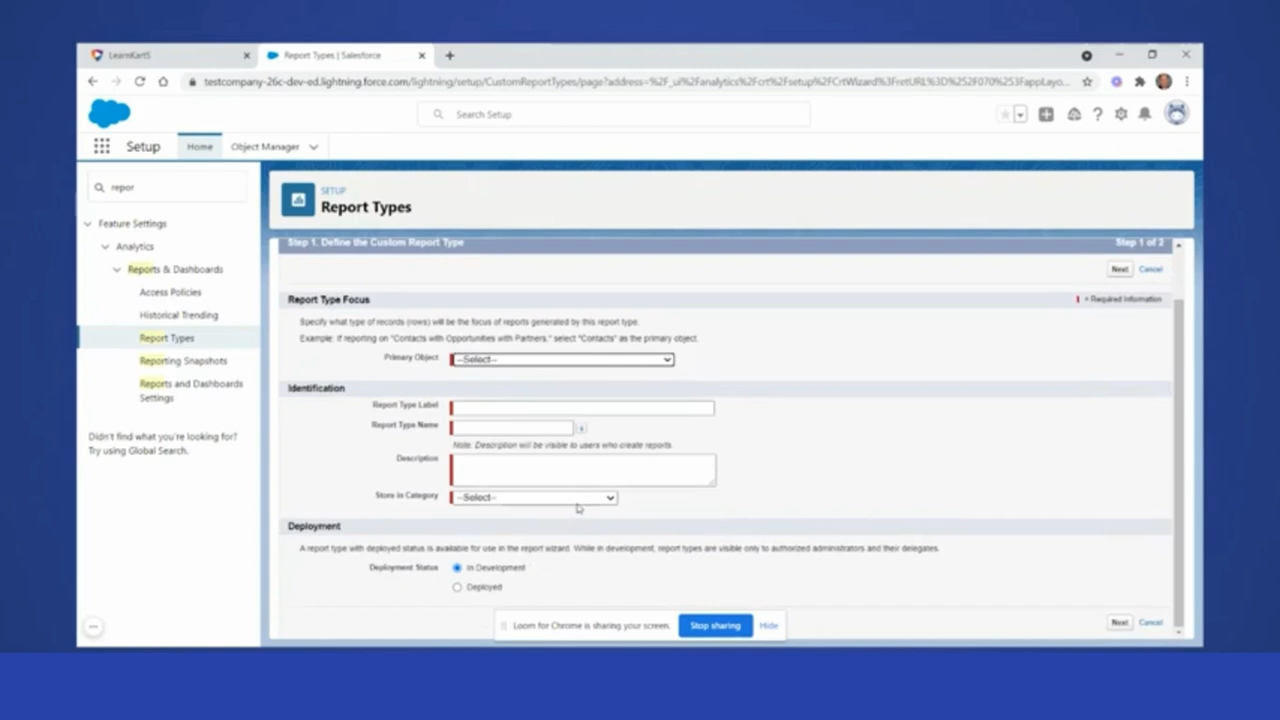 LearnKartS
Report Types | Salesforce
testcompany-26c-dev-ed.lightning.force.com/lightning/setup/CustomReportTypes/page?address=%2F_ui%2Fanalytics%2Fcrt%2Fsetup%2FCrtWizard%3FretURL%3D%252F070%253FappLayo...
Search Setup
Setup
Home
Object Manager
repor
Feature Settings
Analytics
Reports & Dashboards
Access Policies
Historical Trending
Report Types
Reporting Snapshots
Reports and Dashboards
Settings
Didn't find what you're looking for?
Try using Global Search.
SETUP
Report Types
Step 1. Define the Custom Report Type
Step 1 of 2
Next Cancel
Report Type Focus
= Required Information
Specify what type of records (rows) will be the focus of reports generated by this report type.
Example: If reporting on "Contacts with Opportunities with Partners," select "Contacts" as the primary object.
Primary Object --Select--
Identification
Report Type Label
Report Type Name
Note: Description will be visible to users who create reports.
Description
Store in Category --Select--
Deployment
A report type with deployed status is available for use in the report wizard. While in development, report types are visible only to authorized administrators and their delegates.
Deployment Status In Development
Deployed
Loom for Chrome is sharing your screen. Stop sharing Hide
Next Cancel